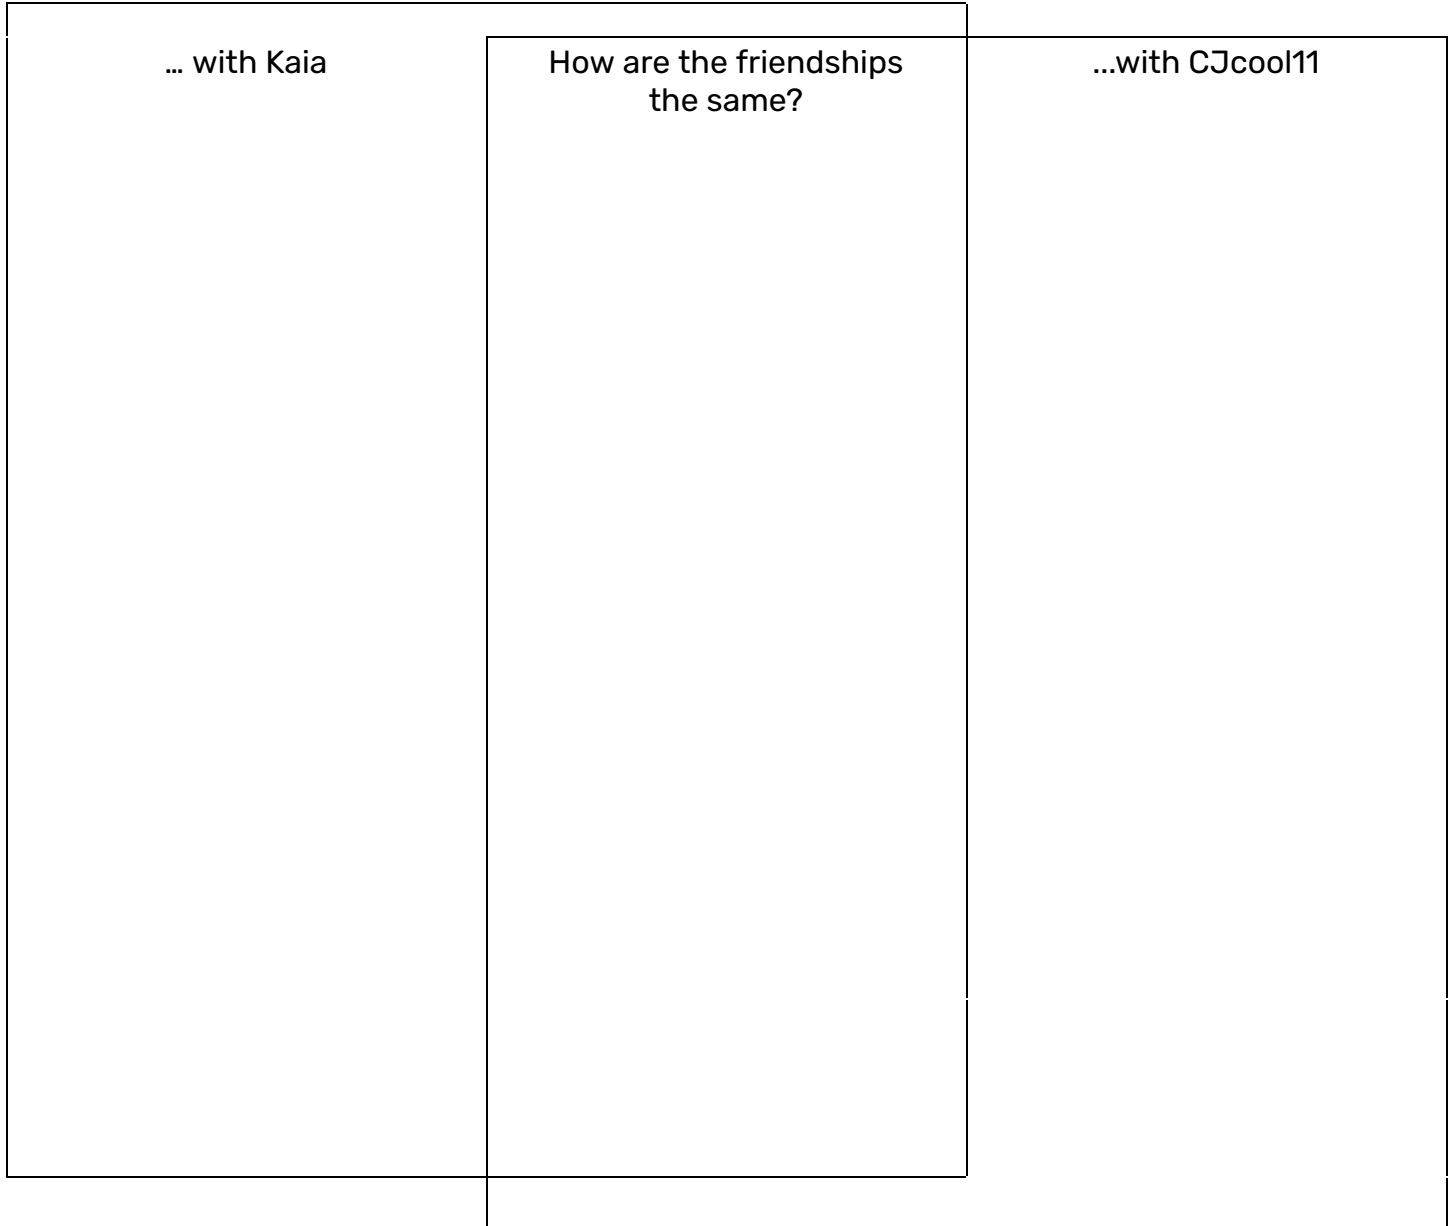 … with Kaia
How are the friendships
the same?
...with CJcool11